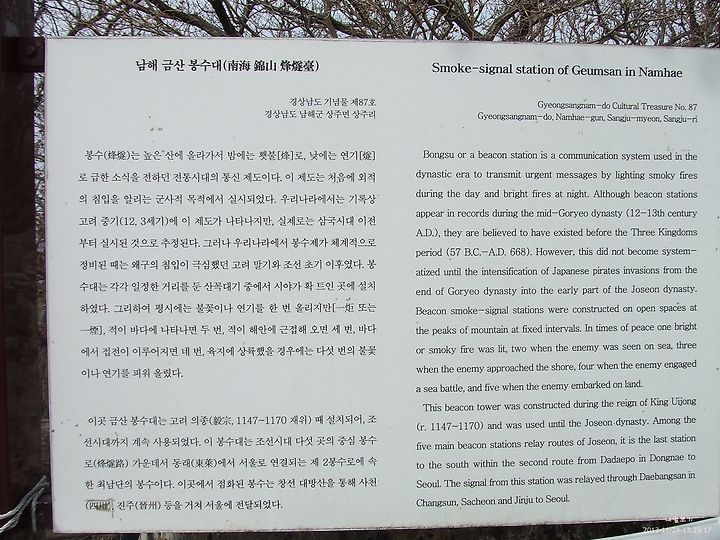 남해 금산 봉수대(南海 錦山 烽燧臺)
경상남도 기념물 제87호
경상남도 남해군 상주면 상주리
봉수(烽燧)는 높은 산에 올라가서 밤에는 횃불[烽]로, 낮에는 연기[燧]
로 급한 소식을 전하던 전통시대의 통신 제도이다. 이 제도는 처음에 외적
의 침입을 알리는 군사적 목적에서 실시되었다. 우리나라에서는 기록상
고려 중기(12, 3세기)에 이 제도가 나타나지만, 실제로는 삼국시대 이전
부터 실시된 것으로 추정된다. 그러나 우리나라에서 봉수제가 체계적으로
정비된 때는 왜구의 침입이 극심했던 고려 말기와 조선 초기 이후였다. 봉
수대는 각각 일정한 거리를 둔 산꼭대기 중에서 시야가 확 트인 곳에 설치
하였다. 그리하여 평시에는 불꽃이나 연기를 한 번 올리지만[一炬 또는
一煙], 적이 바다에 나타나면 두 번, 적이 해안에 근접해 오면 세 번, 바다
에서 접전이 이루어지면 네 번, 육지에 상륙했을 경우에는 다섯 번의 불꽃
이나 연기를 피워 올렸다.
이곳 금산 봉수대는 고려 의종(毅宗, 1147~1170 재위) 때 설치되어, 조
선시대까지 계속 사용되었다. 이 봉수대는 조선시대 다섯 곳의 중심 봉수
로(烽燧路) 가운데서 동래(東萊)에서 서울로 연결되는 제 2봉수로에 속
한 최남단의 봉수이다. 이곳에서 점화된 봉수는 창선 대방산을 통해 사천
(四川), 진주(晉州) 등을 거쳐 서울에 전달되었다.
Smoke-signal station of Geumsan in Namhae
Gyeongsangnam-do Cultural Treasure No. 87
Gyeongsangnam-do, Namhae-gun, Sangju-myeon, Sangju-ri
Bongsu or a beacon station is a communication system used in the
dynastic era to transmit urgent messages by lighting smoky fires
during the day and bright fires at night. Although beacon stations
appear in records during the mid-Goryeo dynasty (12-13th century
A.D.), they are believed to have existed before the Three Kingdoms
period (57 B.C.-A.D. 668). However, this did not become system-
atized until the intensification of Japanese pirates invasions from the
end of Goryeo dynasty into the early part of the Joseon dynasty.
Beacon smoke-signal stations were constructed on open spaces at
the peaks of mountain at fixed intervals. In times of peace one bright
or smoky fire was lit, two when the enemy was seen on sea, three
when the enemy approached the shore, four when the enemy engaged
a sea battle, and five when the enemy embarked on land.
This beacon tower was constructed during the reign of King Uijong
(r. 1147~1170) and was used until the Joseon dynasty. Among the
five main beacon stations relay routes of Joseon, it is the last station
to the south within the second route from Dadaepo in Dongnae to
Seoul. The signal from this station was relayed through Daebangsan in
Changsun, Sacheon and Jinju to Seoul.
2013-11-24-13:25:17